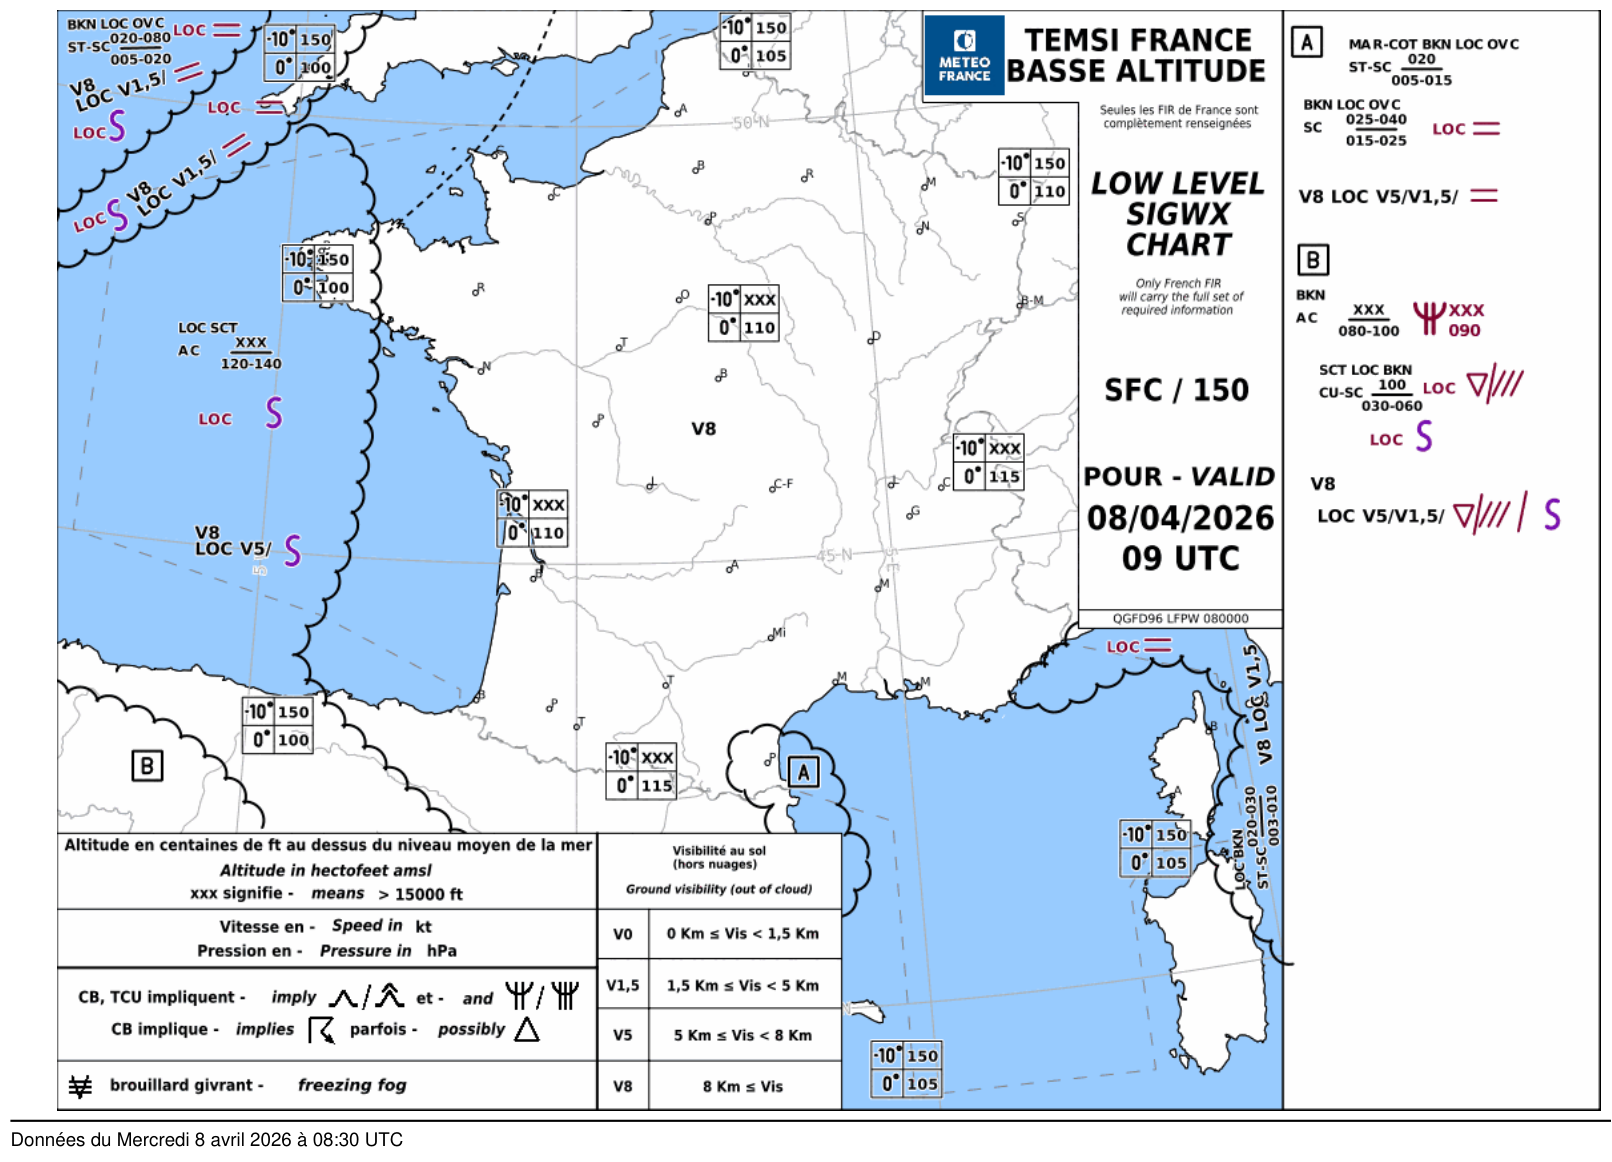 BKN LOC OVC
ST-SC 020-080
005-020
LOC
V8
LOC V1,5/
LOC
LOC
V8
LOC V1,5/
LOC
-10° 150
0° 100
-10° 150
0° 105
-10° 150
0° 110
-10° 150
0° 100
-10° XXX
0° 110
-10° XXX
0° 115
-10° XXX
0° 110
-10° 150
0° 100
-10° XXX
0° 115
-10° 150
0° 105
-10° 150
0° 105
LOC SCT
AC XXX
120-140
LOC
V8
LOC V5/
V8
50°N
45°N
A
B
R
C
C
P
M
N
S
R
O
B-M
T
D
N
B
P
L
C-F
L
C
G
B
A
M
Mi
T
M
M
B
P
T
P
B
A
A
B
LOC
V8 LOC V1,5
LOC BKN
ST-SC 020-030
003-010
METEO
FRANCE
TEMSI FRANCE
BASSE ALTITUDE
Seules les FIR de France sont
complètement renseignées
LOW LEVEL
SIGWX
CHART
Only French FIR
will carry the full set of
required information
SFC / 150
POUR - VALID
08/04/2026
09 UTC
QGFD96 LFPW 080000
A
MAR-COT BKN LOC OVC
ST-SC 020
005-015
BKN LOC OVC
SC 025-040
015-025
LOC
V8 LOC V5/V1,5/
B
BKN
AC XXX
080-100
XXX
090
SCT LOC BKN
CU-SC 100
030-060
LOC
LOC
V8
LOC V5/V1,5/
Altitude en centaines de ft au dessus du niveau moyen de la mer
Altitude in hectofeet amsl
xxx signifie - means > 15000 ft
Vitesse en - Speed in kt
Pression en - Pressure in hPa
CB, TCU impliquent - imply / et - and /
CB implique - implies parfois - possibly
brouillard givrant - freezing fog
Visibilité au sol
(hors nuages)
Ground visibility (out of cloud)
V0 0 Km ≤ Vis < 1,5 Km
V1,5 1,5 Km ≤ Vis < 5 Km
V5 5 Km ≤ Vis < 8 Km
V8 8 Km ≤ Vis
Données du Mercredi 8 avril 2026 à 08:30 UTC